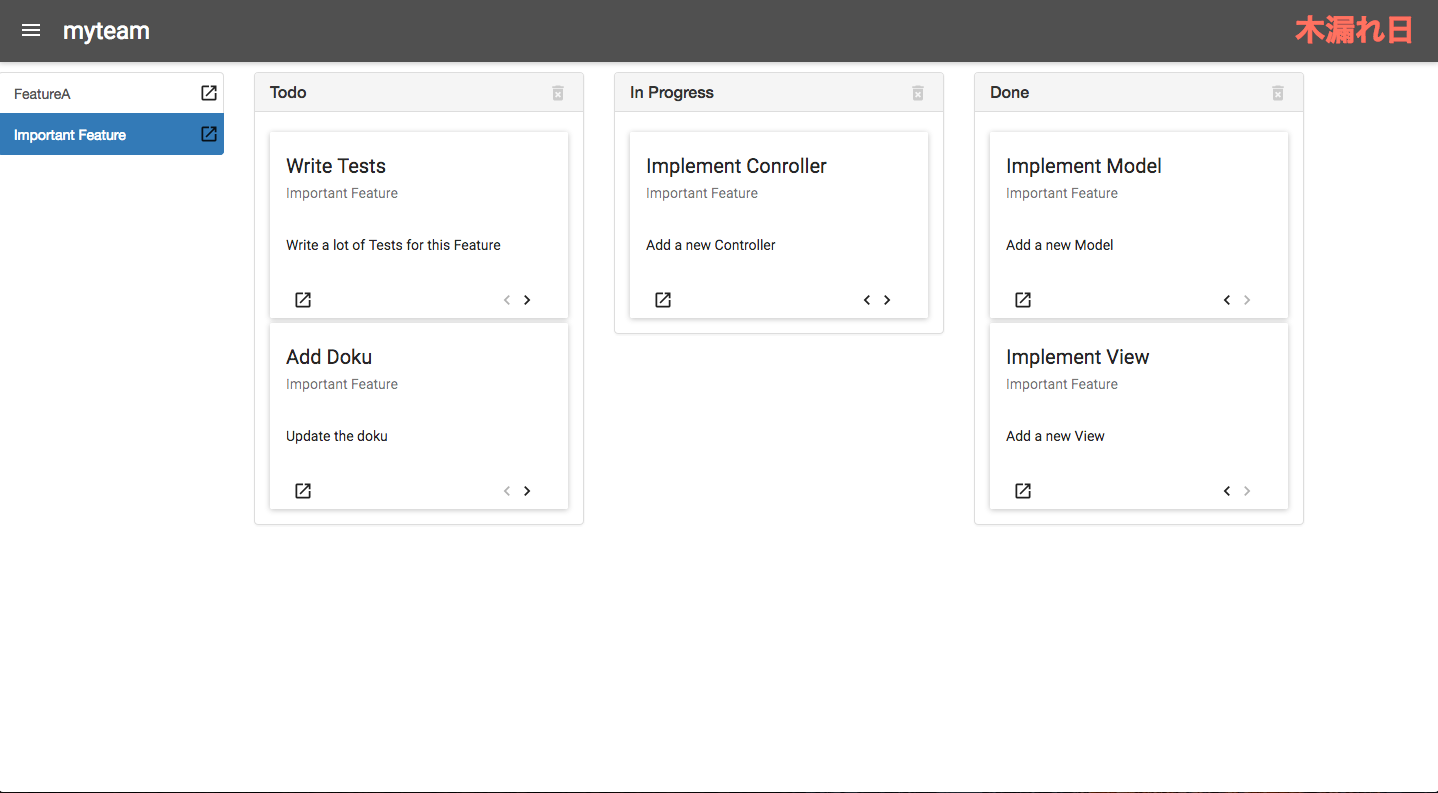 myteam
木漏れ日
FeatureA
Important Feature
Todo
Write Tests
Important Feature
Write a lot of Tests for this Feature
Add Doku
Important Feature
Update the doku
In Progress
Implement Conroller
Important Feature
Add a new Controller
Done
Implement Model
Important Feature
Add a new Model
Implement View
Important Feature
Add a new View